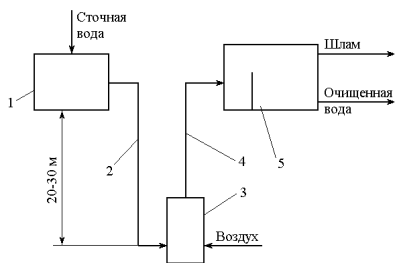 Сточная
вода
Шлам
Очищенная
вода
1
2
20-30 м
4
5
3
Воздух